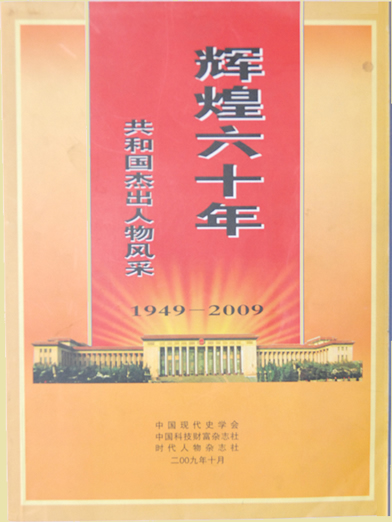 辉煌六十年
共和国杰出人物风采
1949－2009
中国现代史学会
中国科技财富杂志社
时代人物杂志社
二00九年十月